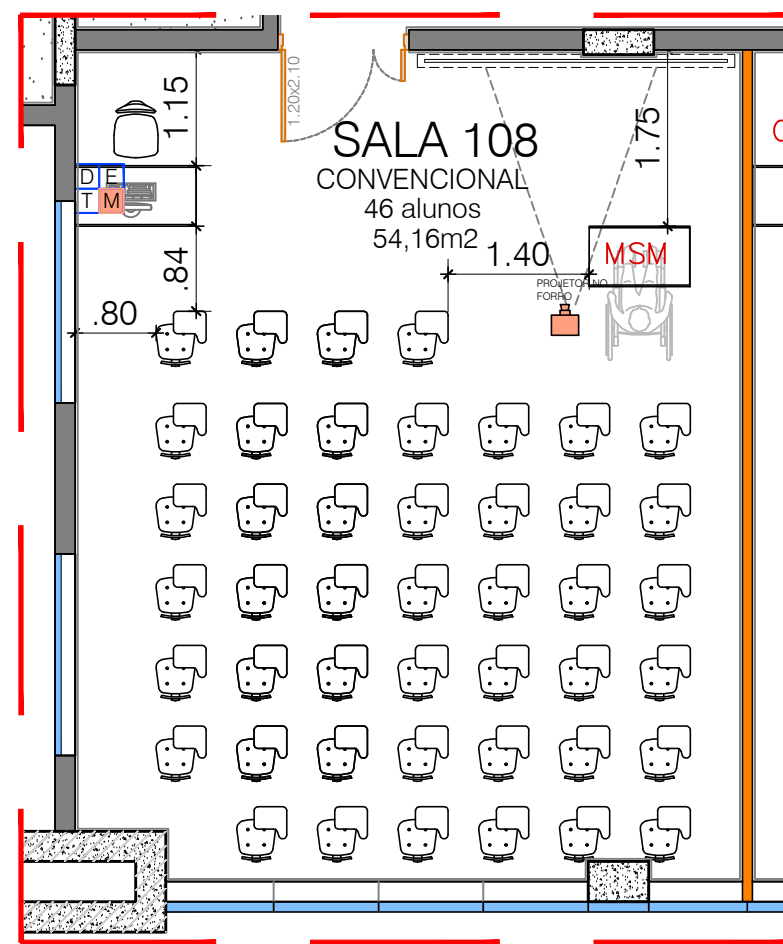 1.20x2.10
1.15
SALA 108
CONVENCIONAL
46 alunos
54,16m2
1.75
D E
T M
.84
1.40
MSM
PROJETOR NO
FORRO
.80